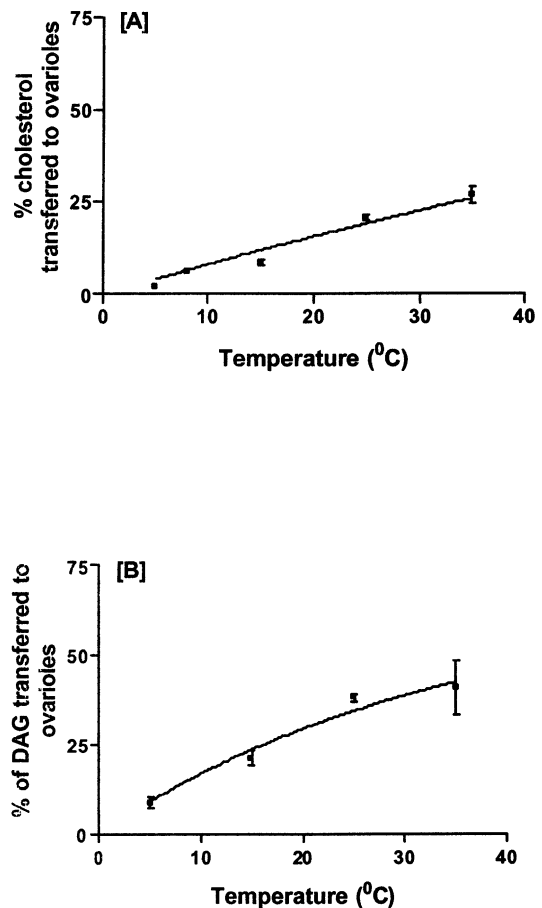 [A]
% cholesterol
transferred to ovarioles
75
50
25
0
0 10 20 30 40
Temperature (⁰C)
[B]
% of DAG transferred to
ovarioles
75
50
25
0
0 10 20 30 40
Temperature (⁰C)